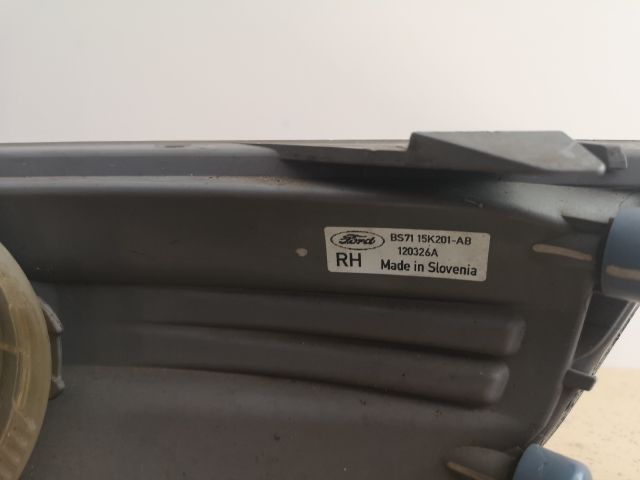 Ford BS71 15K201-AB
120326A
RH Made in Slovenia